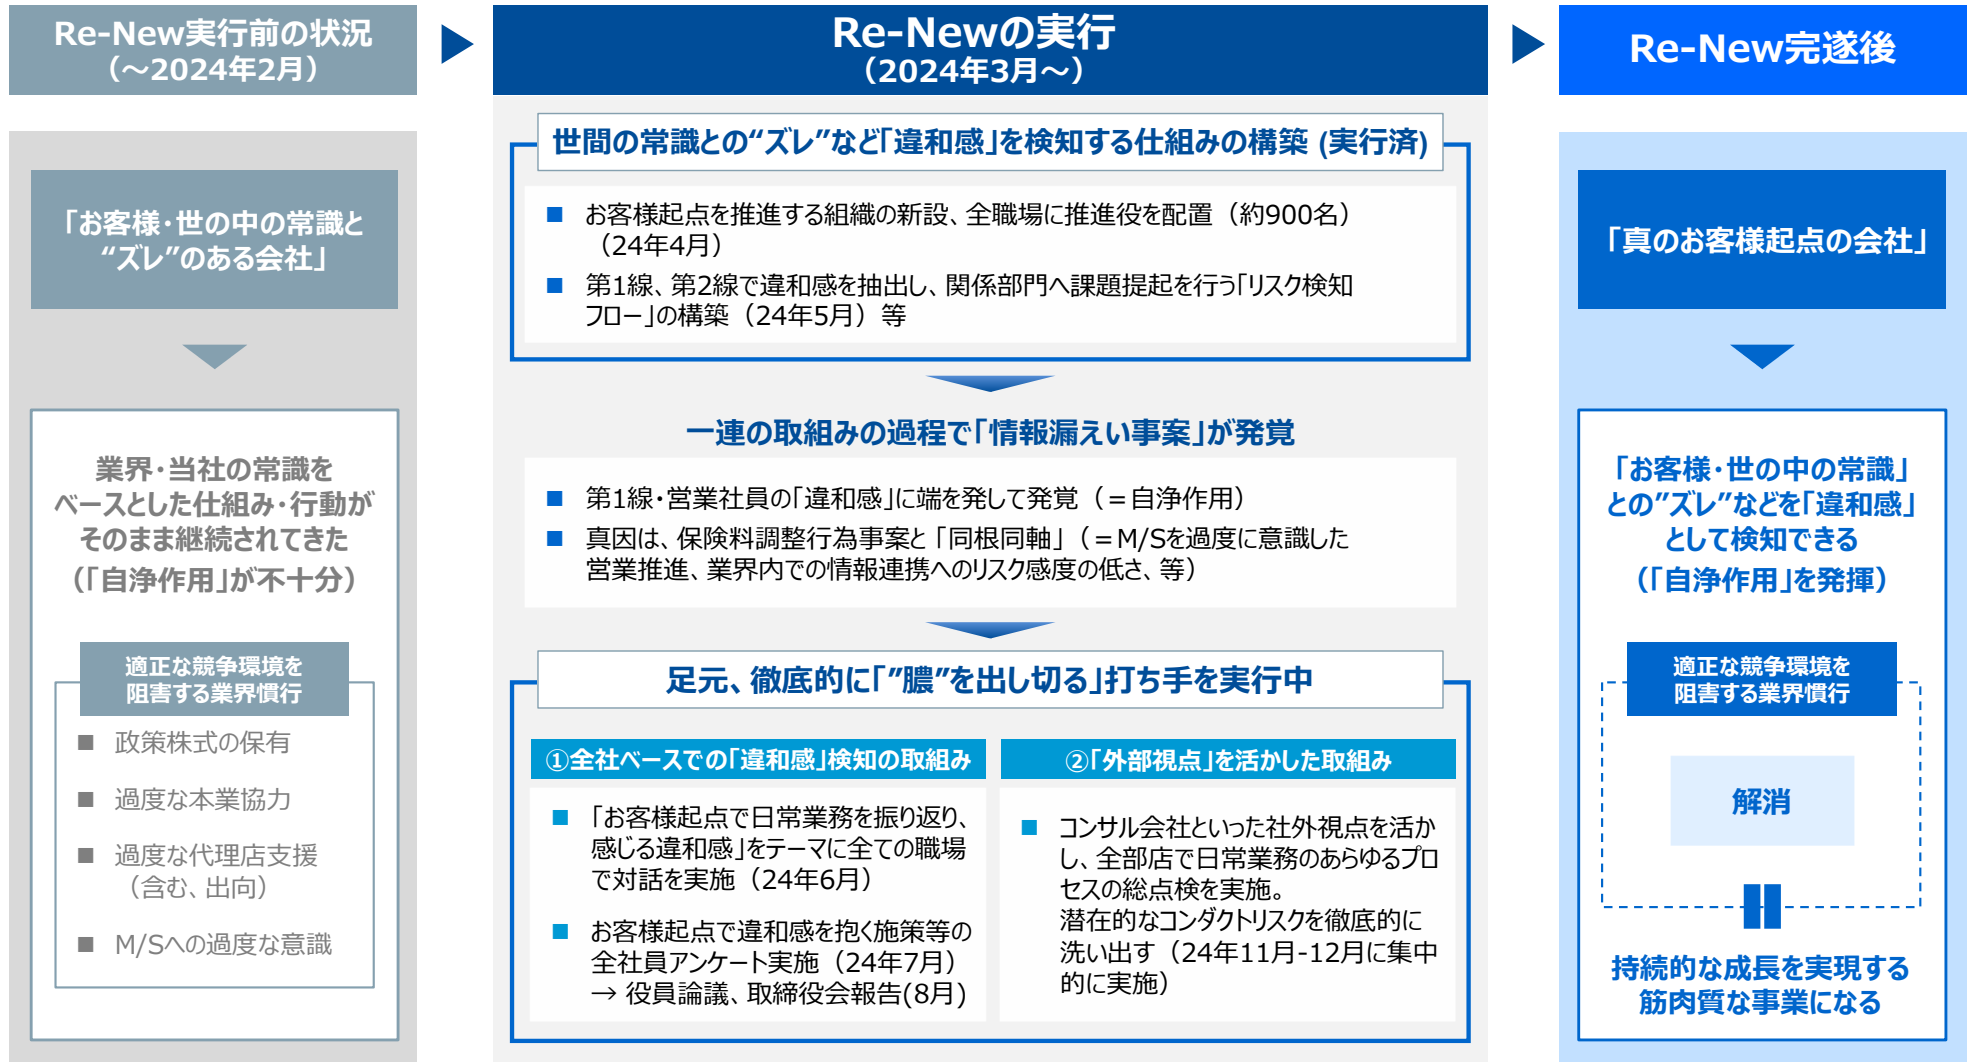 Re-New実行前の状況
（～2024年2月）
「お客様・世の中の常識と
“ズレ”のある会社」
業界・当社の常識を
ベースとした仕組み・行動が
そのまま継続されてきた
（「自浄作用」が不十分）
適正な競争環境を
阻害する業界慣行
■ 政策株式の保有
■ 過度な本業協力
■ 過度な代理店支援
（含む、出向）
■ M/Sへの過度な意識
Re-Newの実行
（2024年3月～）
世間の常識との“ズレ”など「違和感」を検知する仕組みの構築 (実行済)
■ お客様起点を推進する組織の新設、全職場に推進役を配置（約900名）
（24年4月）
■ 第1線、第2線で違和感を抽出し、関係部門へ課題提起を行う「リスク検知
フロー」の構築（24年5月）等
一連の取組みの過程で「情報漏えい事案」が発覚
■ 第1線・営業社員の「違和感」に端を発して発覚（＝自浄作用）
■ 真因は、保険料調整行為事案と「同根同軸」（＝M/Sを過度に意識した
営業推進、業界内での情報連携へのリスク感度の低さ、等）
足元、徹底的に「”膿”を出し切る」打ち手を実行中
①全社ベースでの「違和感」検知の取組み
■ 「お客様起点で日常業務を振り返り、
感じる違和感」をテーマに全ての職場
で対話を実施（24年6月）
■ お客様起点で違和感を抱く施策等の
全社員アンケート実施（24年7月）
→ 役員論議、取締役会報告(8月)
②「外部視点」を活かした取組み
■ コンサル会社といった社外視点を活か
し、全部店で日常業務のあらゆるプロ
セスの総点検を実施。
潜在的なコンダクトリスクを徹底的に
洗い出す（24年11月-12月に集中
的に実施）
Re-New完遂後
「真のお客様起点の会社」
「お客様・世の中の常識」
との”ズレ”などを「違和感」
として検知できる
（「自浄作用」を発揮）
適正な競争環境を
阻害する業界慣行
解消
持続的な成長を実現する
筋肉質な事業になる